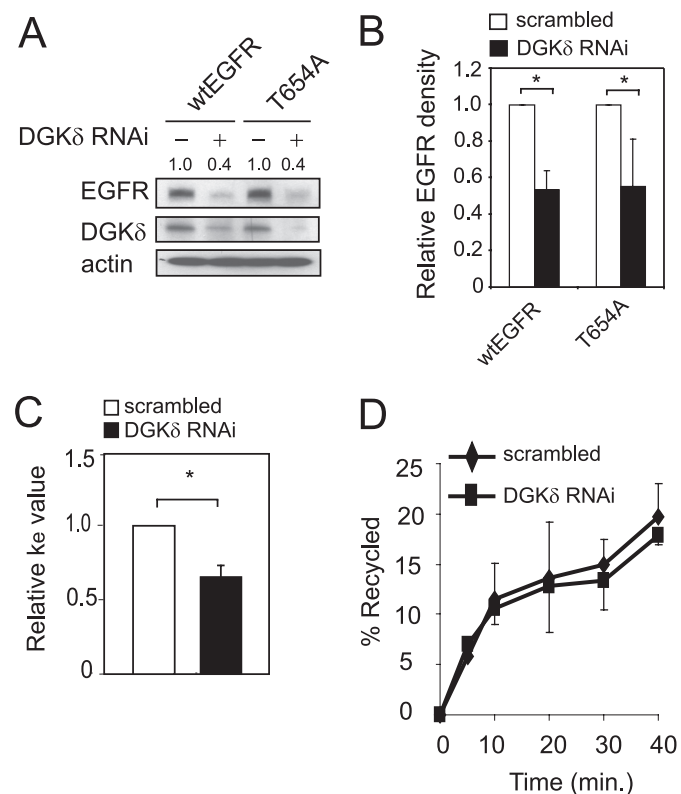 A
wtEGFR
T654A
DGKδ RNAi
− + − +
1.0 0.4 1.0 0.4
EGFR
DGKδ
actin
B
scrambled
DGKδ RNAi
Relative EGFR density
1.2
1.0
0.8
0.6
0.4
0.2
0
*
*
wtEGFR
T654A
C
scrambled
DGKδ RNAi
Relative ke value
1.5
1.0
0.5
0
*
D
scrambled
DGKδ RNAi
% Recycled
25
20
15
10
5
0
0 10 20 30 40
Time (min.)